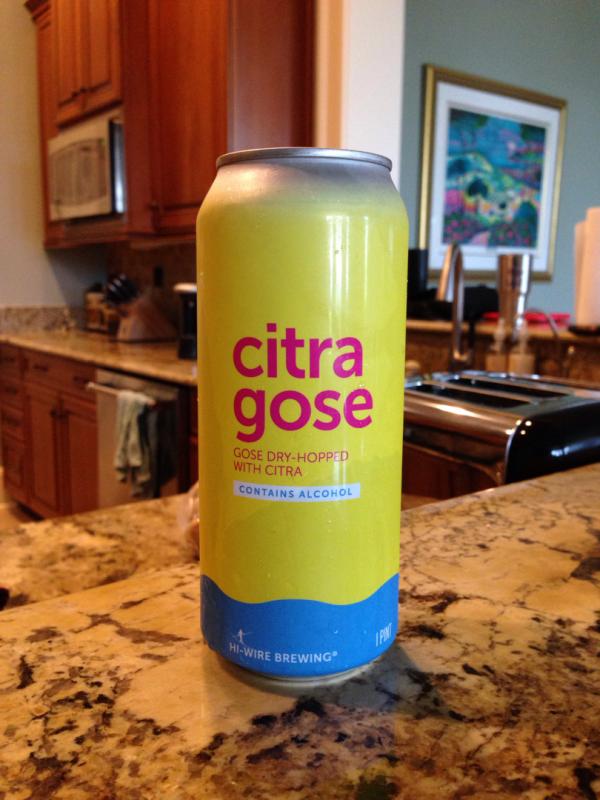 citra
gose
GOSE DRY-HOPPED
WITH CITRA
CONTAINS ALCOHOL
HI-WIRE BREWING®
1 PINT